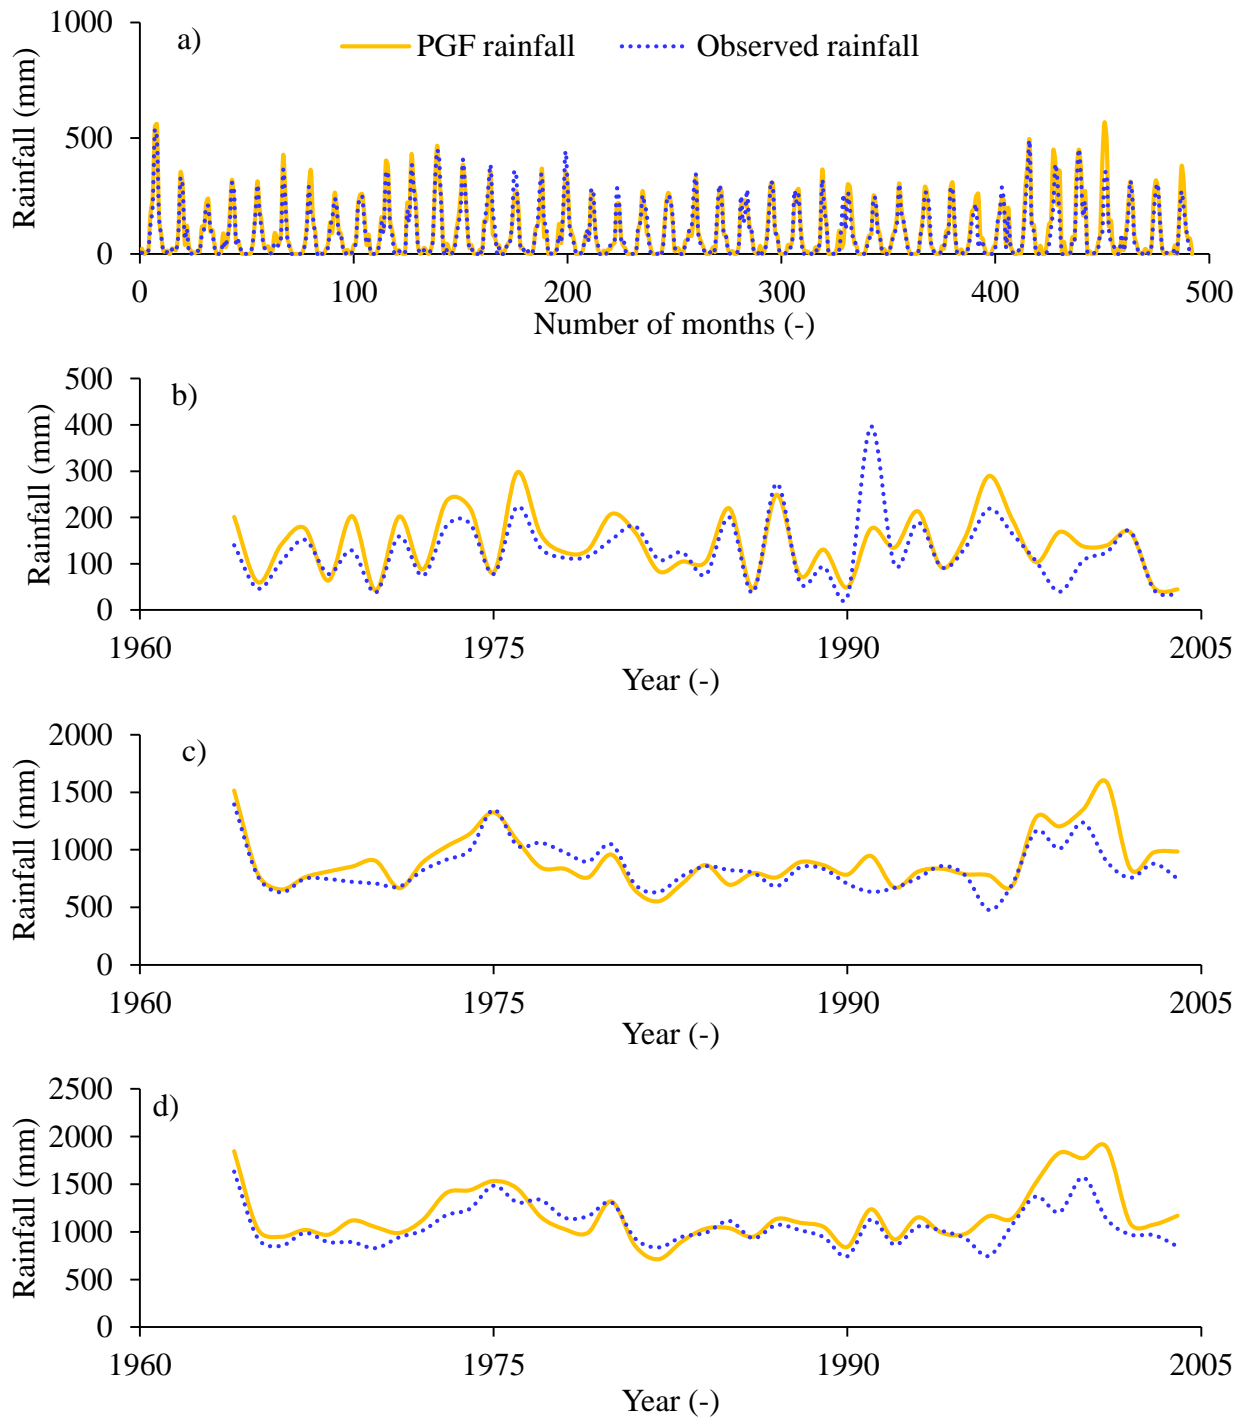 1000
a)
PGF rainfall
Observed rainfall
500
0
Rainfall (mm)
0 100 200 300 400 500
Number of months (-)
500
b)
400
300
200
100
0
Rainfall (mm)
1960 1975 1990 2005
Year (-)
2000
c)
1500
1000
500
0
Rainfall (mm)
1960 1975 1990 2005
Year (-)
2500
d)
2000
1500
1000
500
0
Rainfall (mm)
1960 1975 1990 2005
Year (-)